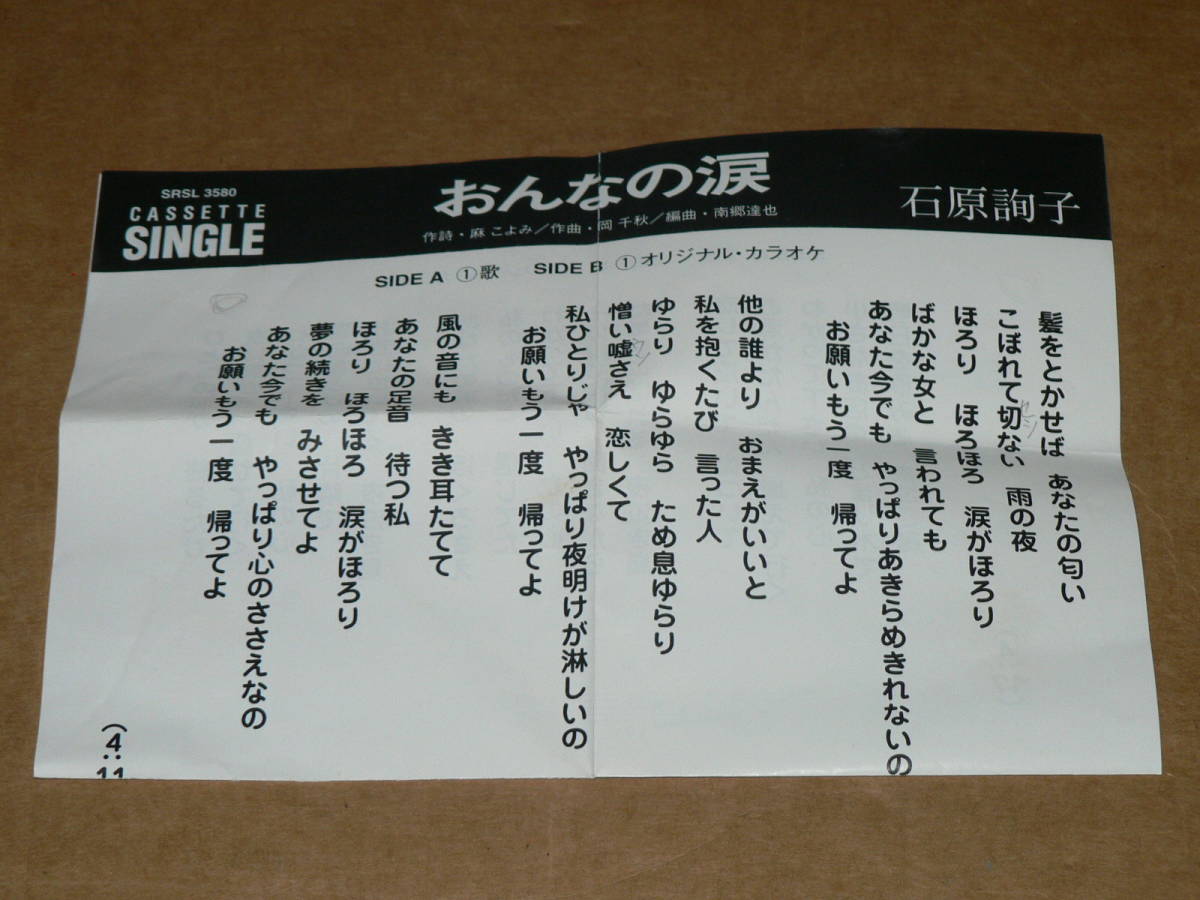 SRSL 3580
CASSETTE
SINGLE
おんなの涙
作詩・麻 こよみ／作曲・岡 千秋／編曲・南郷達也
石原詢子
SIDE A ①歌 SIDE B ①オリジナル・カラオケ
髪をとかせば あなたの匂い
こぼれて切ない 雨の夜
ほろり ほろほろ 涙がほろり
ばかな女と 言われても
あなた今でも やっぱりあきらめきれないの
お願いもう一度 帰ってよ
他の誰より おまえがいいと
私を抱くたび 言った人
ゆらり ゆらゆら ため息ゆらり
憎い嘘さえ 恋しくて
私ひとりじゃ やっぱり夜明けが淋しいの
お願いもう一度 帰ってよ
風の音にも きき耳たてて
あなたの足音 待つ私
ほろり ほろほろ 涙がほろり
夢の続きを みさせてよ
あなた今でも やっぱり心のささえなの
お願いもう一度 帰ってよ
(4:11